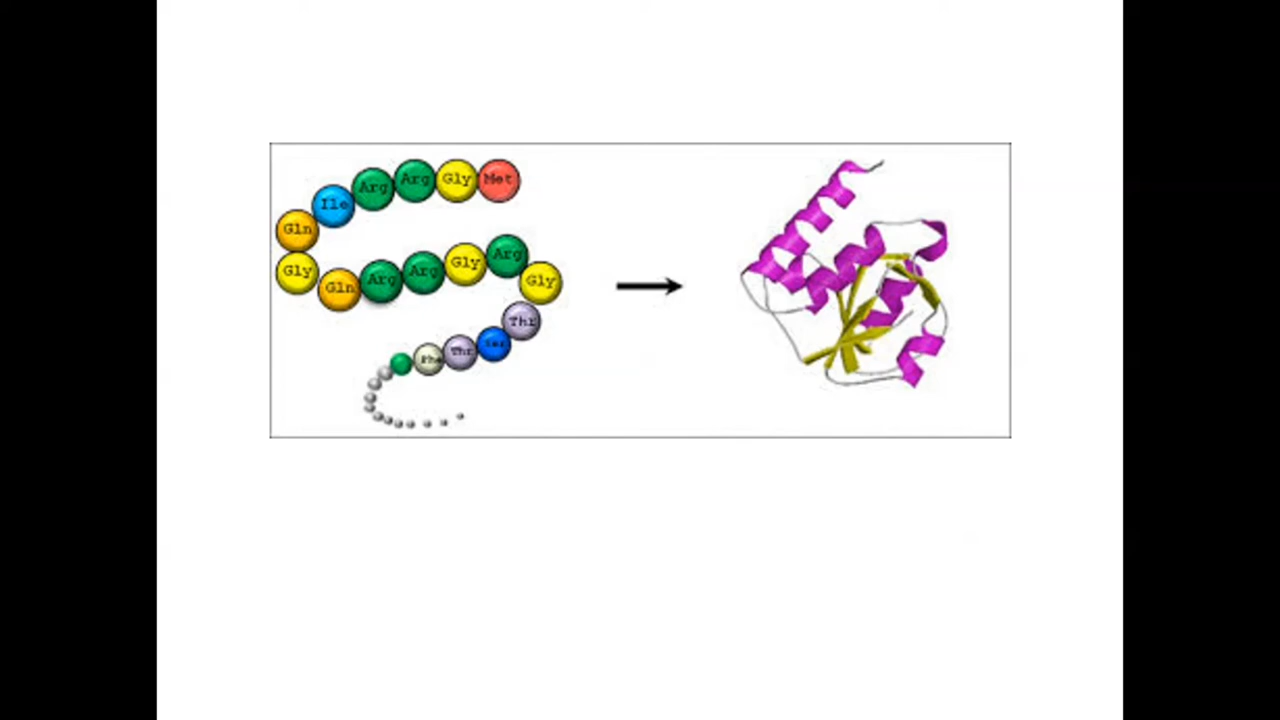 Ile Arg Arg Gly Met
Gln
Gly Gln Arg Arg Gly Arg Gly
Thr
Phe Thr Ser